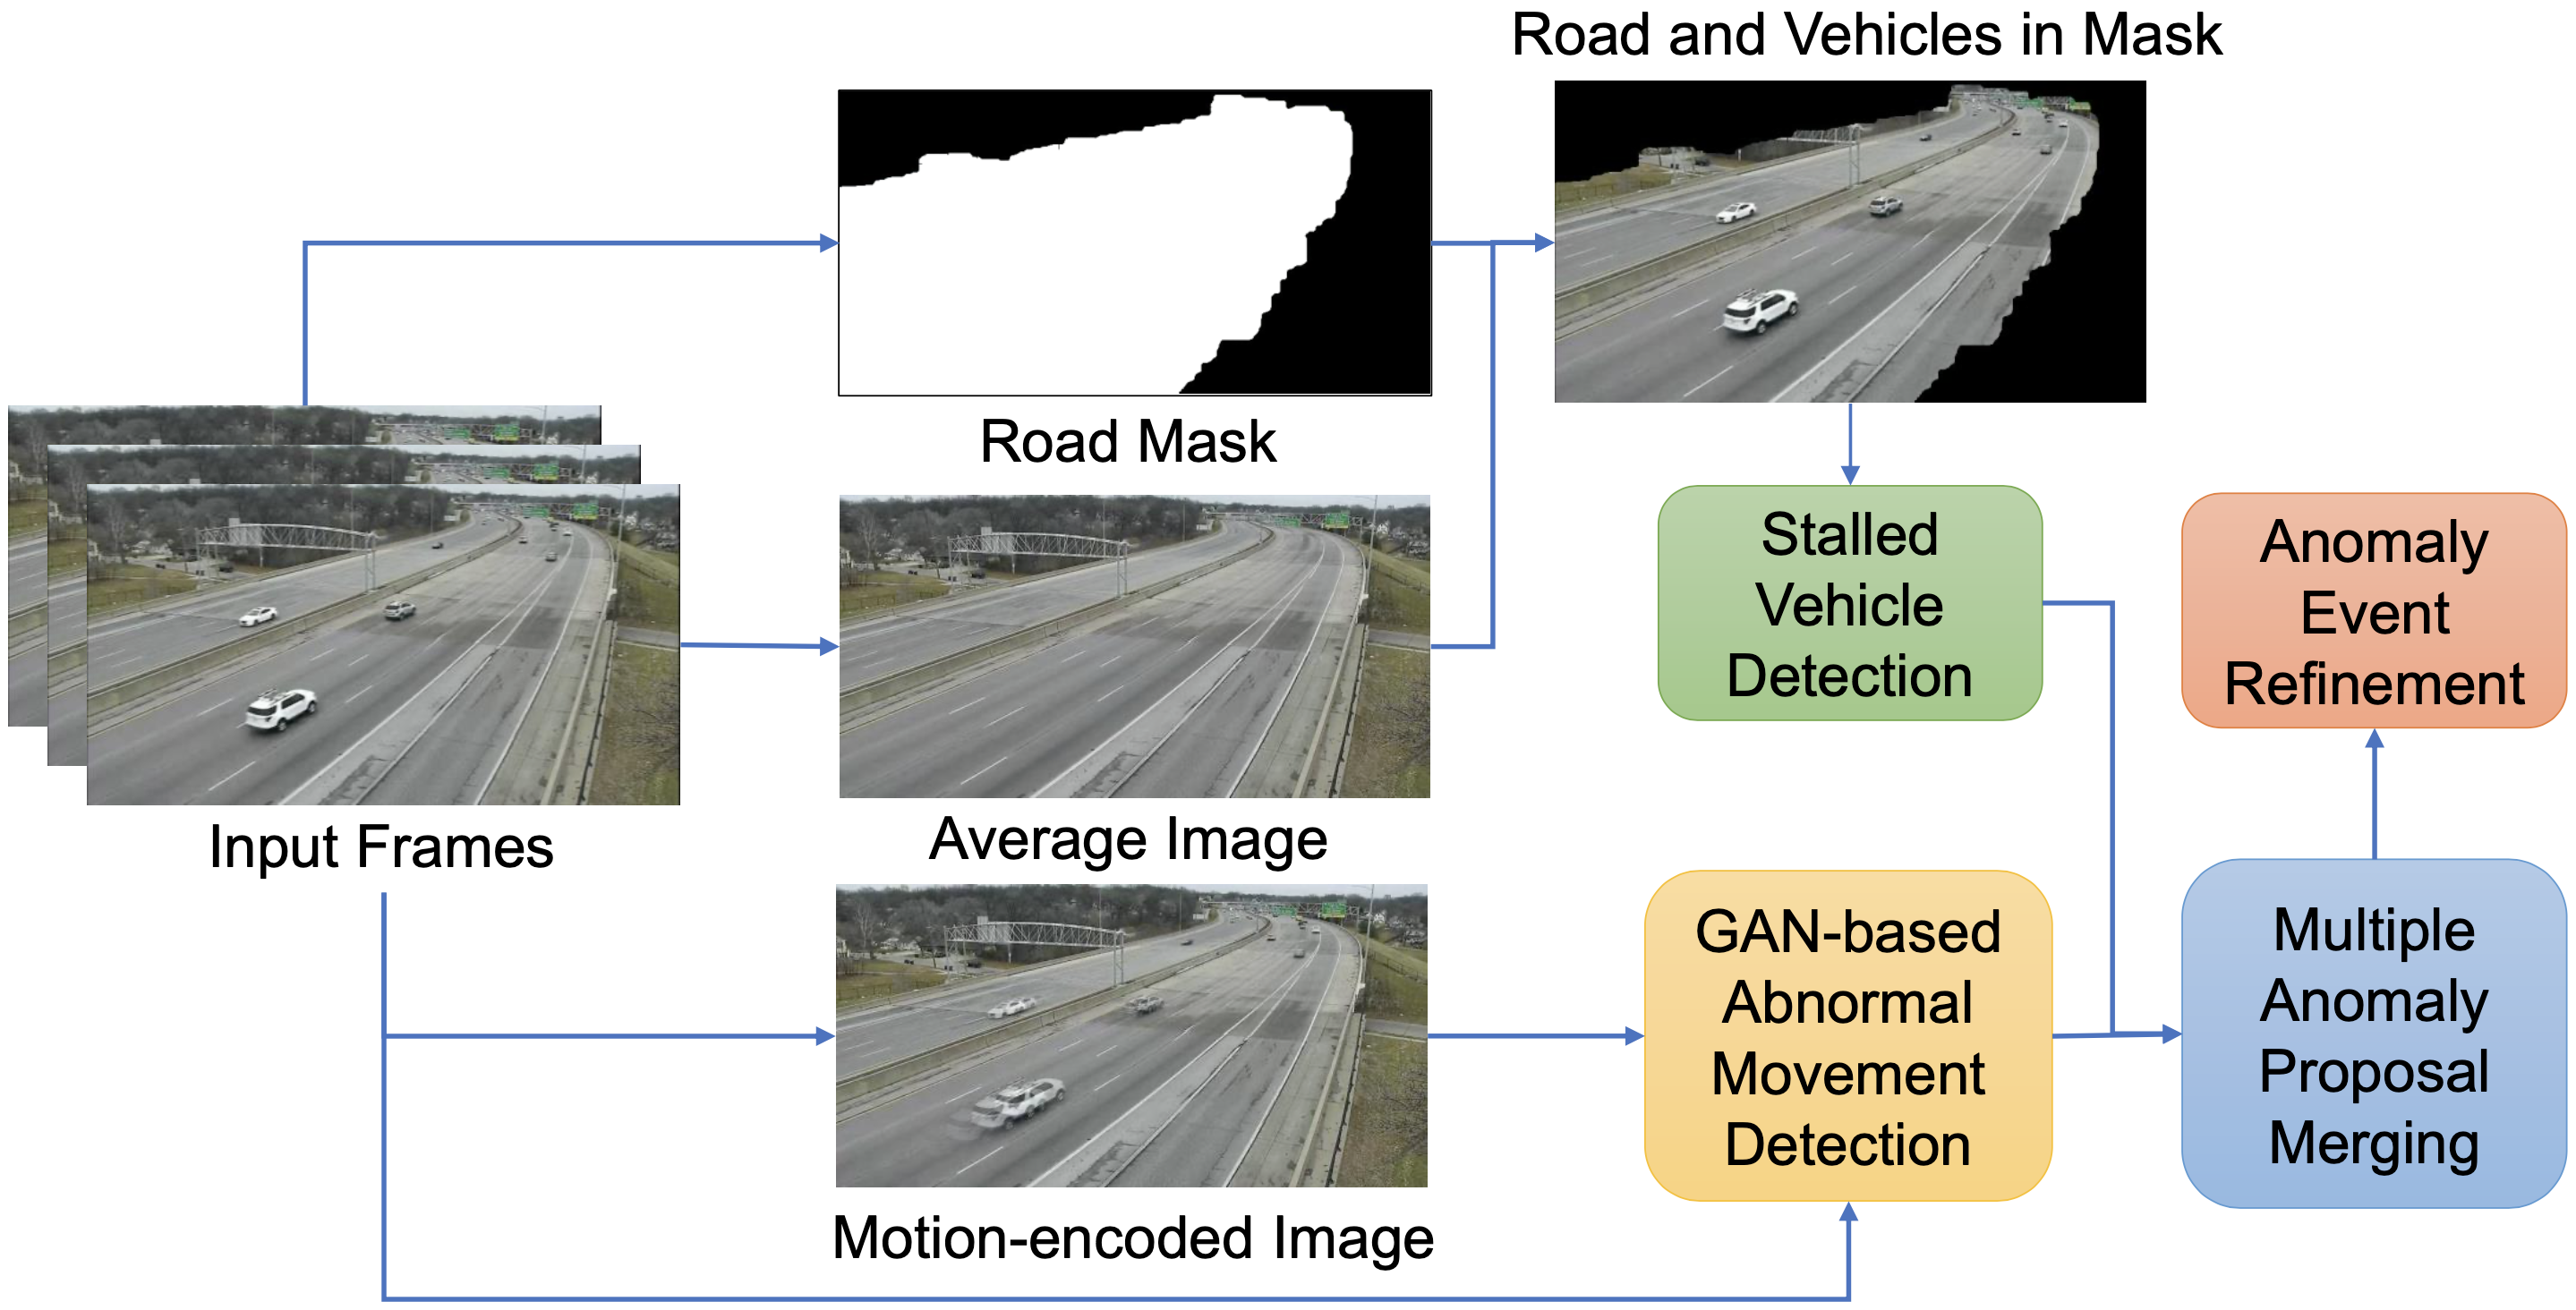 Road and Vehicles in Mask
Road Mask
Input Frames
Average Image
Motion-encoded Image
Stalled
Vehicle
Detection
GAN-based
Abnormal
Movement
Detection
Multiple
Anomaly
Proposal
Merging
Anomaly
Event
Refinement